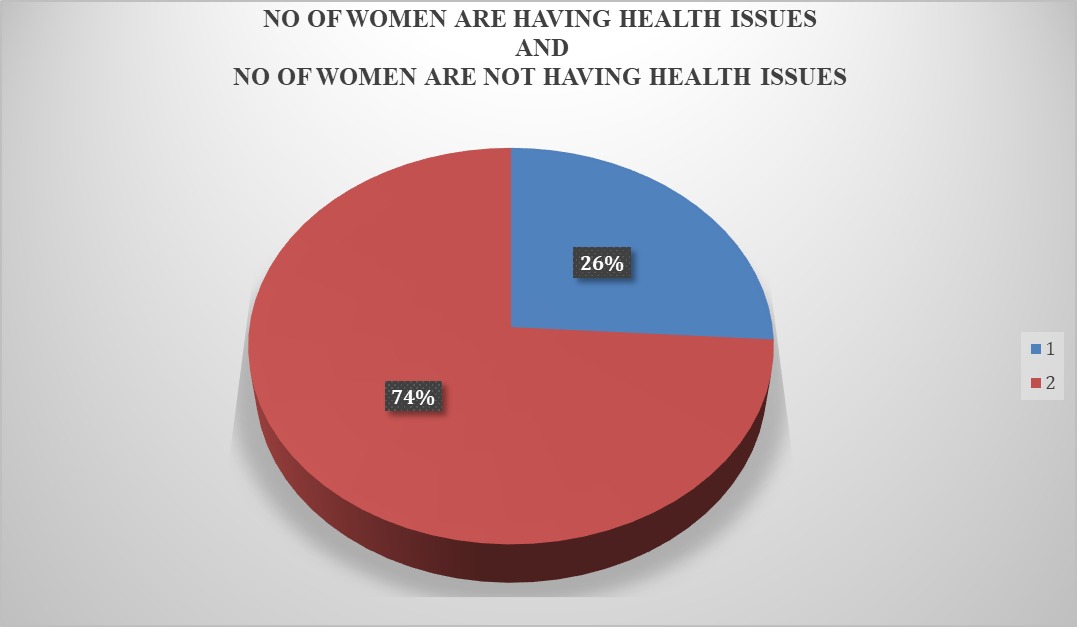 NO OF WOMEN ARE HAVING HEALTH ISSUES
AND
NO OF WOMEN ARE NOT HAVING HEALTH ISSUES
26%
74%
1
2